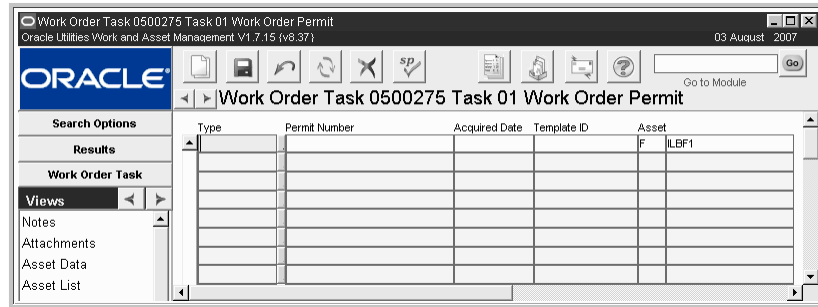 Work Order Task 0500275 Task 01 Work Order Permit
Oracle Utilities Work and Asset Management V1.7.15 {v8.37}
03 August 2007
ORACLE®
sp
Go
Go to Module
Work Order Task 0500275 Task 01 Work Order Permit
Search Options
Results
Work Order Task
Views
Notes
Attachments
Asset Data
Asset List
Type Permit Number Acquired Date Template ID Asset
F ILBF1